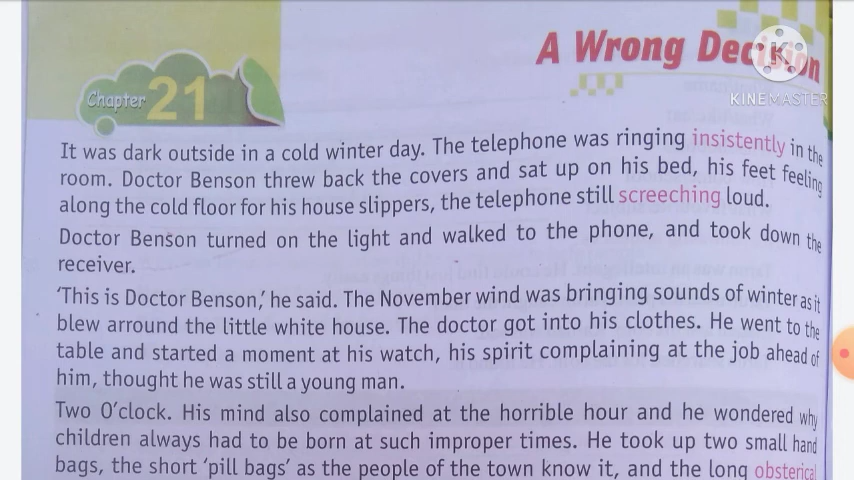 A Wrong Decision
KINEMASTER
Chapter 21
It was dark outside in a cold winter day. The telephone was ringing insistently in the
room. Doctor Benson threw back the covers and sat up on his bed, his feet feeling
along the cold floor for his house slippers, the telephone still screeching loud.
Doctor Benson turned on the light and walked to the phone, and took down the
receiver.
'This is Doctor Benson,' he said. The November wind was bringing sounds of winter as it
blew arround the little white house. The doctor got into his clothes. He went to the
table and started a moment at his watch, his spirit complaining at the job ahead of
him, thought he was still a young man.
Two O'clock. His mind also complained at the horrible hour and he wondered why
children always had to be born at such improper times. He took up two small hand
bags, the short 'pill bags' as the people of the town know it, and the long obsterical